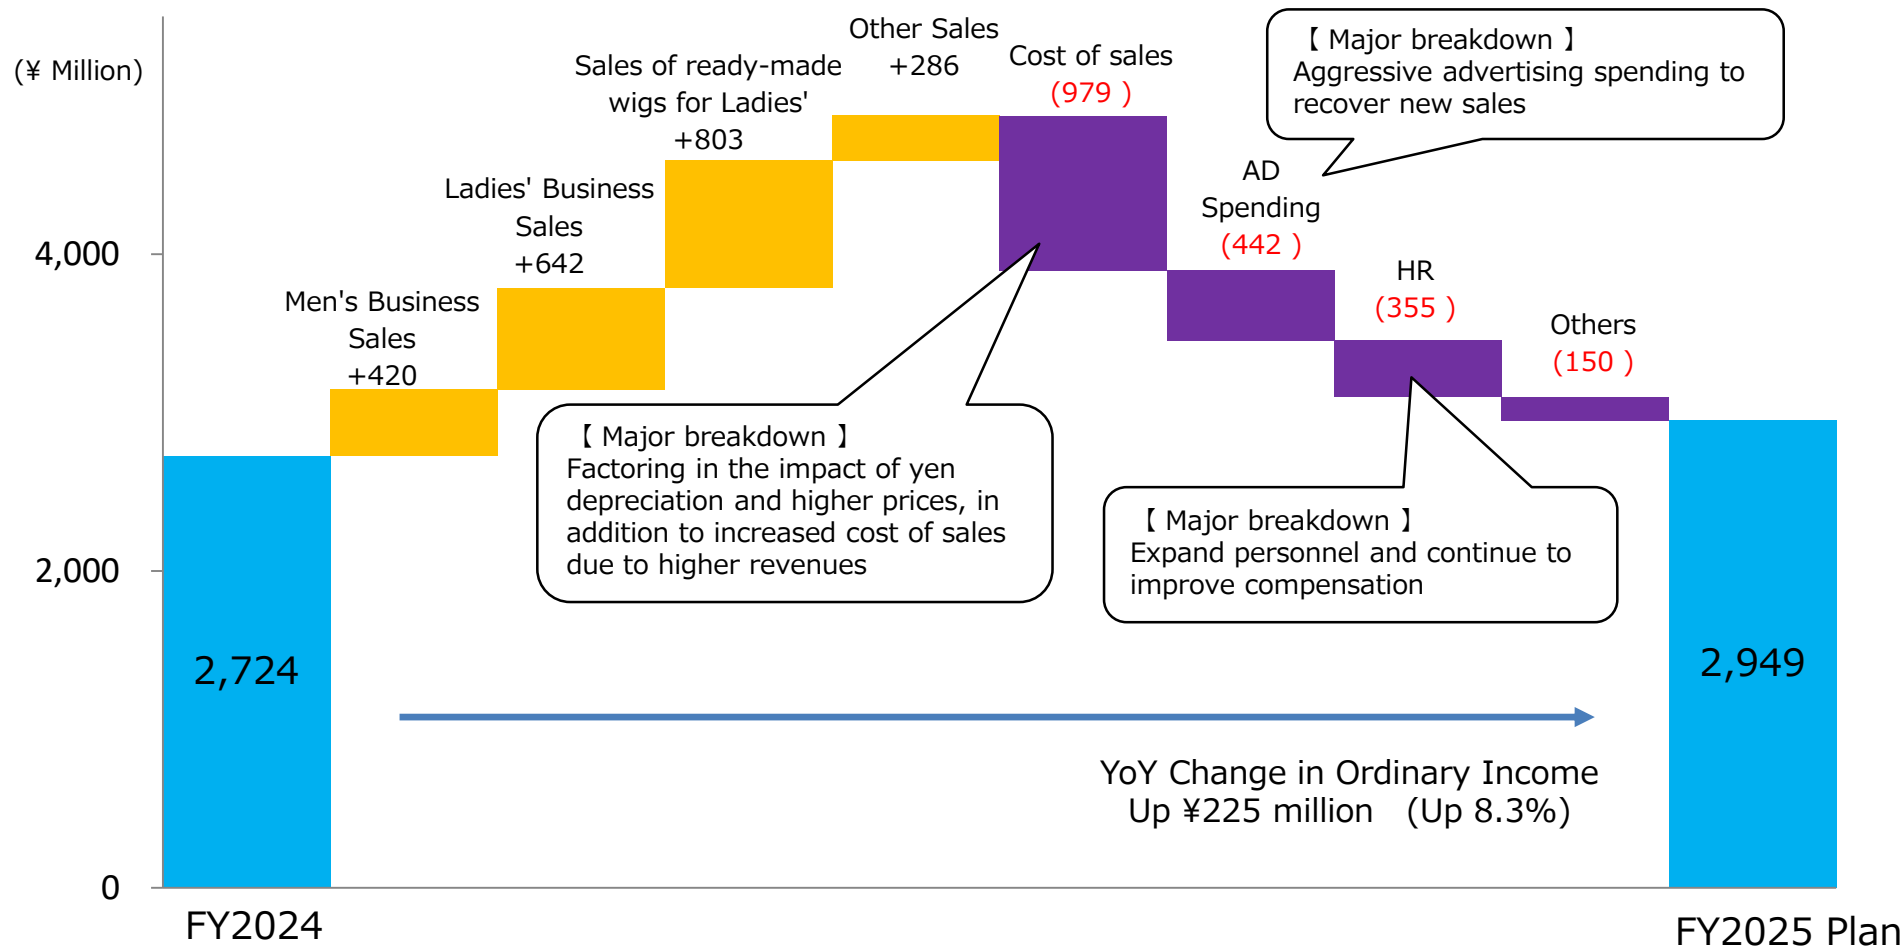 (¥ Million)
4,000
2,000
0
2,724
FY2024
Men's Business
Sales
+420
Ladies' Business
Sales
+642
Sales of ready-made
wigs for Ladies'
+803
Other Sales
+286
Cost of sales
(979 )
AD
Spending
(442 )
HR
(355 )
Others
(150 )
2,949
FY2025 Plan
【 Major breakdown 】
Aggressive advertising spending to
recover new sales
【 Major breakdown 】
Factoring in the impact of yen
depreciation and higher prices, in
addition to increased cost of sales
due to higher revenues
【 Major breakdown 】
Expand personnel and continue to
improve compensation
YoY Change in Ordinary Income
Up ¥225 million (Up 8.3%)